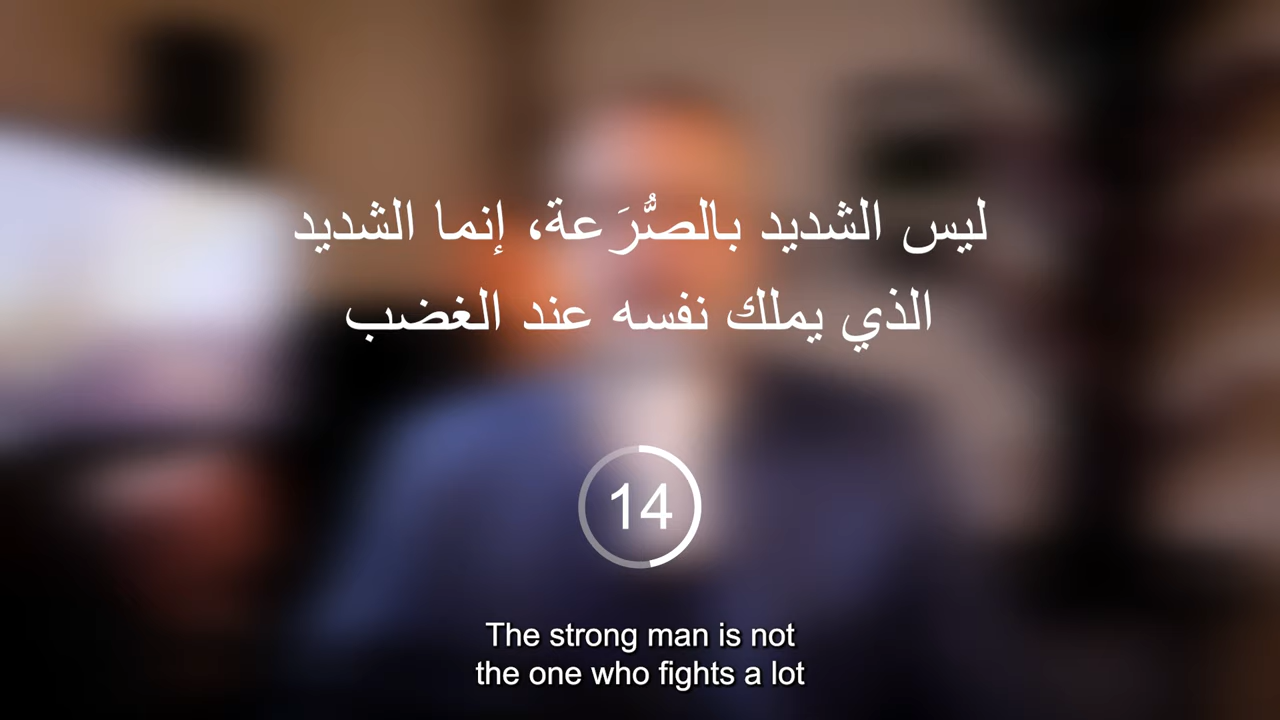 ليس الشديد بالصُّرَعة، إنما الشديد
الذي يملك نفسه عند الغضب
14
The strong man is not
the one who fights a lot